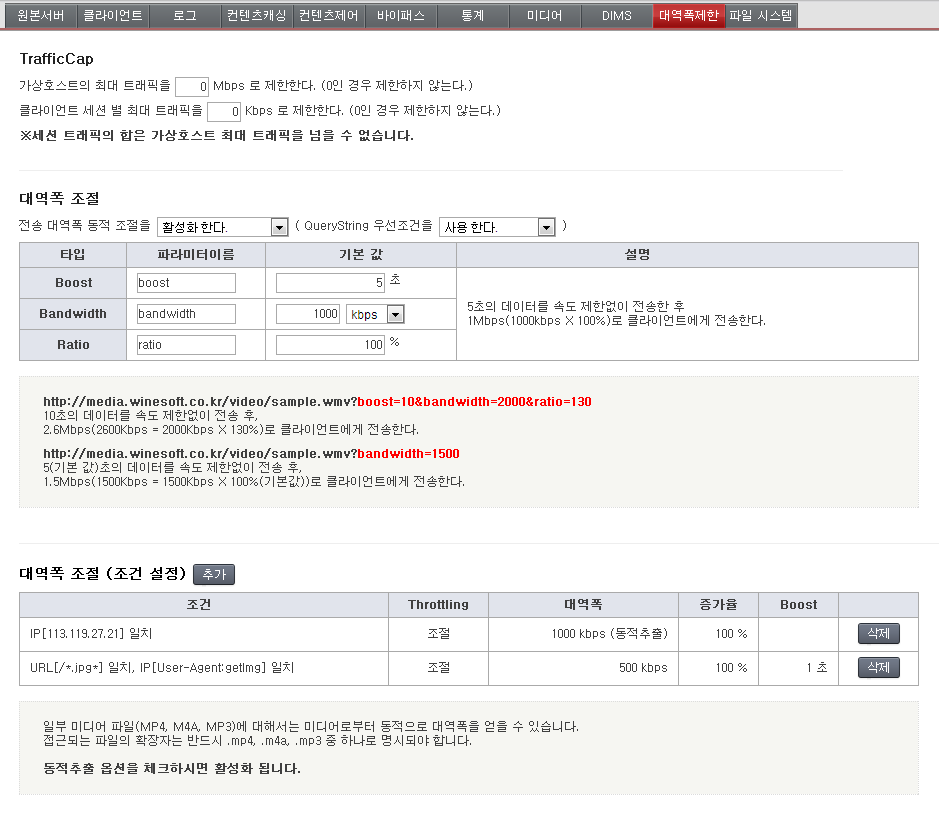 원본서버 클라이언트 로그 컨텐츠캐싱 컨텐츠제어 바이패스 통계 미디어 DIMS 대역폭제한 파일 시스템
TrafficCap
가상호스트의 최대 트래픽을 0 Mbps 로 제한한다. (0인 경우 제한하지 않는다.)
클라이언트 세션 별 최대 트래픽을 0 Kbps 로 제한한다. (0인 경우 제한하지 않는다.)
※세션 트래픽의 합은 가상호스트 최대 트래픽을 넘을 수 없습니다.
대역폭 조절
전송 대역폭 동적 조절을 활성화 한다. ( QueryString 우선조건을 사용 한다. )
타입 파라미터이름 기본 값 설명
Boost boost 5 초
Bandwidth bandwidth 1000 kbps
Ratio ratio 100 %
5초의 데이터를 속도 제한없이 전송한 후
1Mbps(1000kbps X 100%)로 클라이언트에게 전송한다.
http://media.winesoft.co.kr/video/sample.wmv?boost=10&bandwidth=2000&ratio=130
10초의 데이터를 속도 제한없이 전송 후,
2.6Mbps(2600Kbps = 2000Kbps X 130%)로 클라이언트에게 전송한다.
http://media.winesoft.co.kr/video/sample.wmv?bandwidth=1500
5(기본 값)초의 데이터를 속도 제한없이 전송 후,
1.5Mbps(1500Kbps = 1500Kbps X 100%(기본값))로 클라이언트에게 전송한다.
대역폭 조절 (조건 설정) 추가
조건 Throttling 대역폭 증가율 Boost
IP[113.119.27.21] 일치 조절 1000 kbps (동적추출) 100 % 삭제
URL[/*.jpg*] 일치, IP[User-Agent:getImg] 일치 조절 500 kbps 100 % 1 초 삭제
일부 미디어 파일(MP4, M4A, MP3)에 대해서는 미디어로부터 동적으로 대역폭을 얻을 수 있습니다.
접근되는 파일의 확장자는 반드시 .mp4, .m4a, .mp3 중 하나로 명시되야 합니다.
동적추출 옵션을 체크하시면 활성화 됩니다.